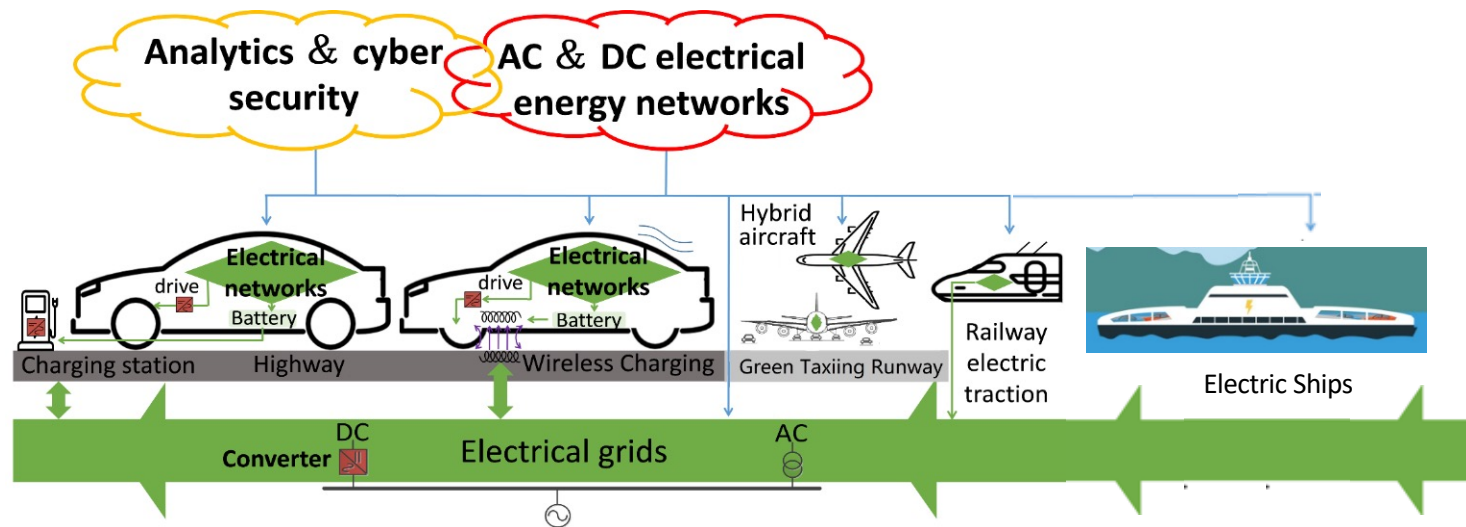 Analytics & cyber
security
AC & DC electrical
energy networks
Electrical
networks
drive
Battery
Electrical
networks
drive
Battery
Hybrid
aircraft
Charging station
Highway
Wireless Charging
Green Taxiing Runway
Railway
electric
traction
Electric Ships
DC
Converter
Electrical grids
AC